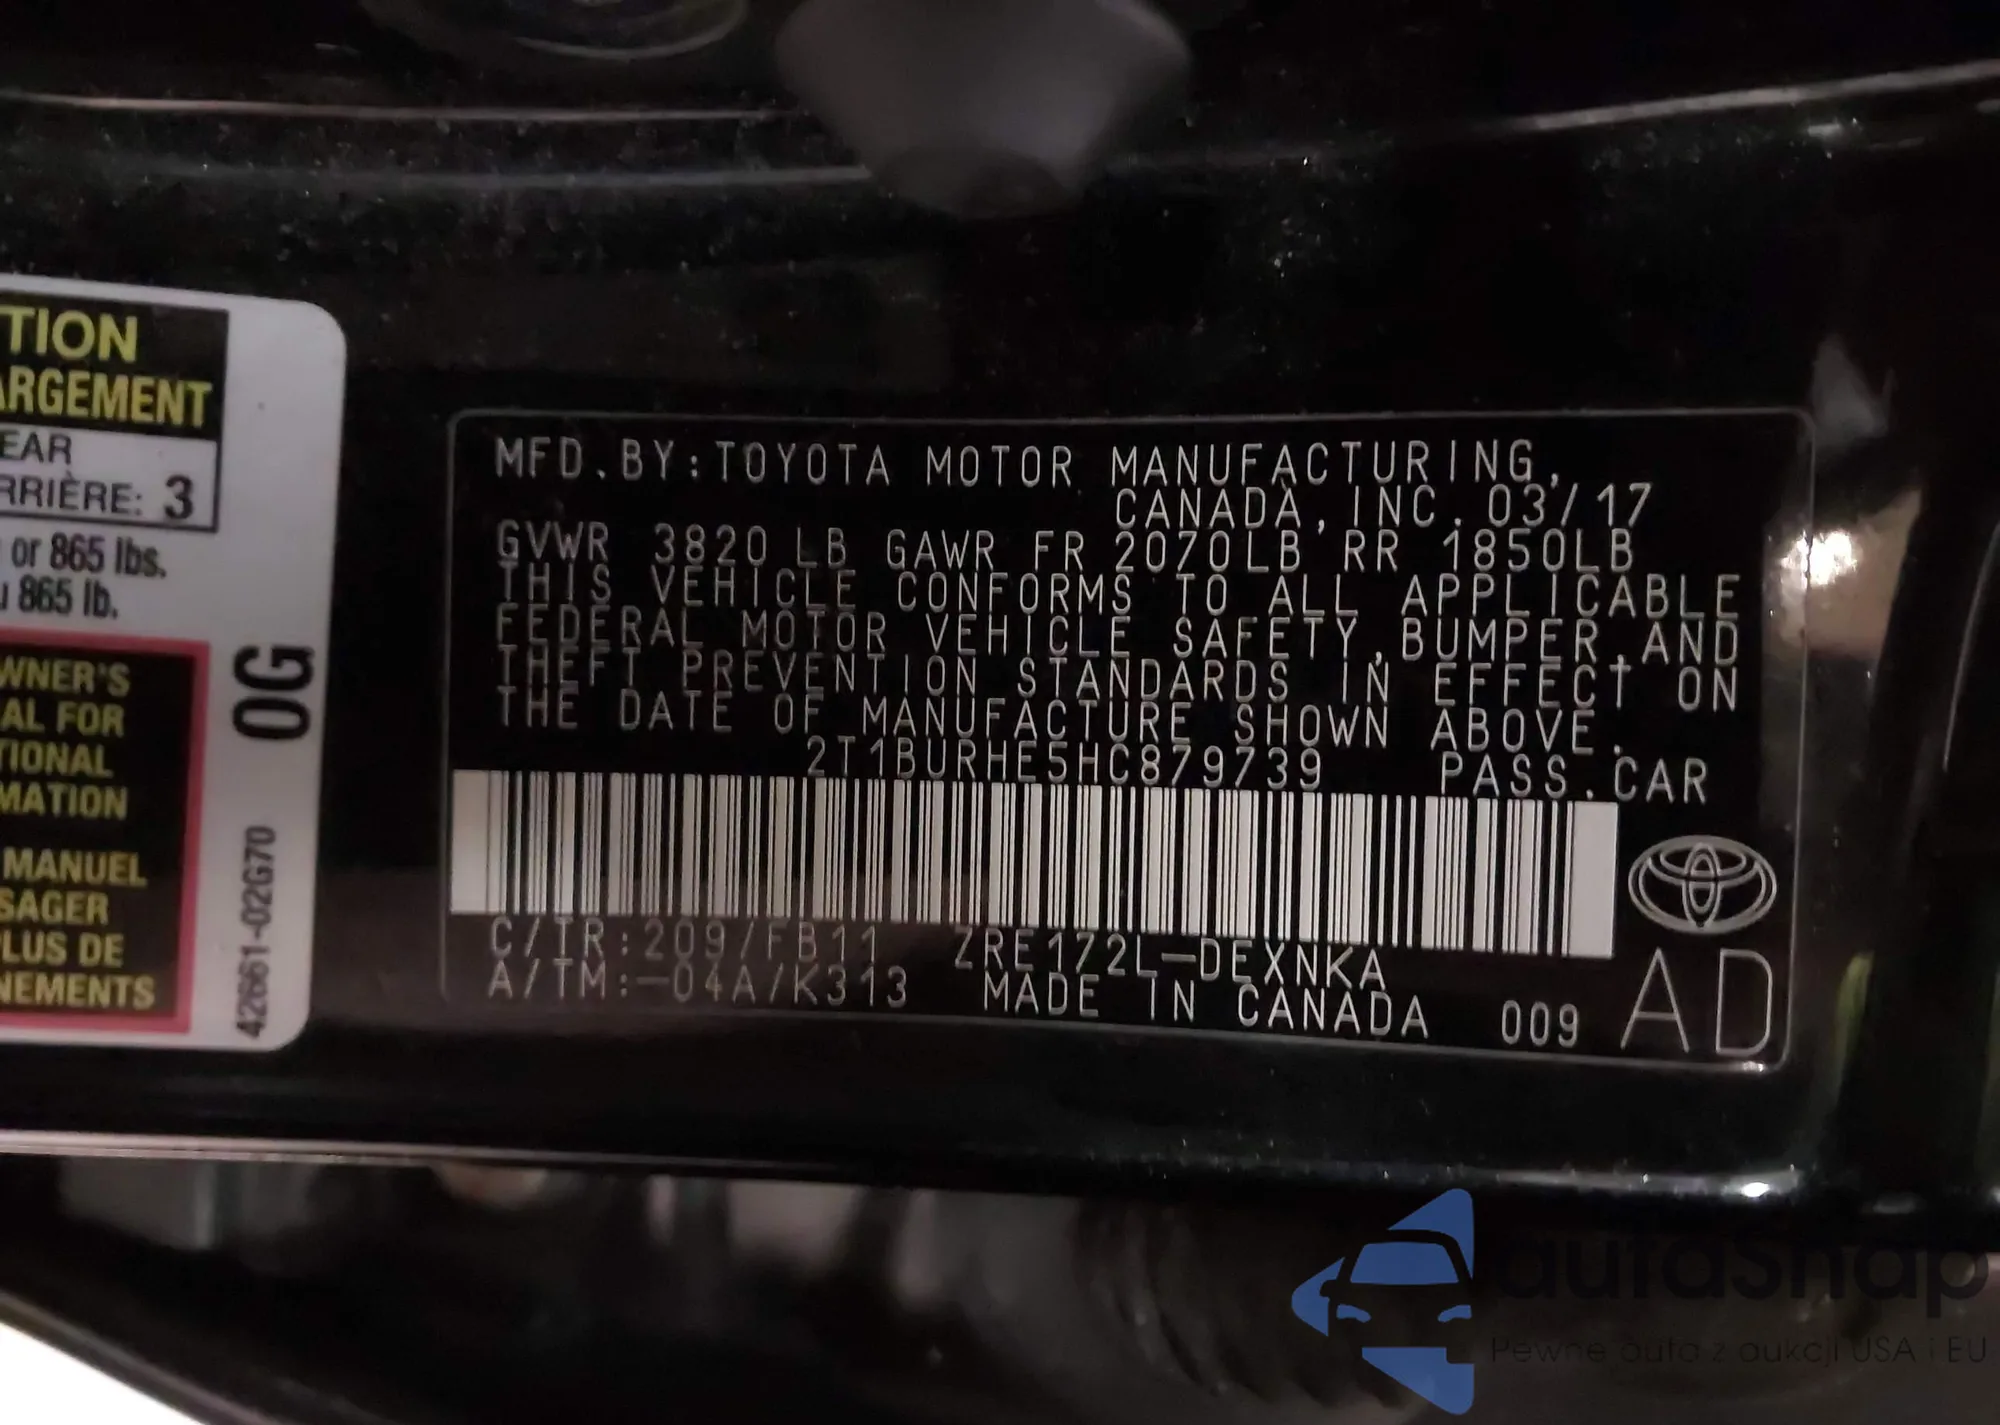 TION
ARGEMENT
EAR
RRIÈRE: 3
or 865 lbs.
u 865 lb.
WNER'S
AL FOR
TIONAL
MATION
MANUEL
SAGER
PLUS DE
NEMENTS
0G
42661-02G70
MFD.BY:TOYOTA MOTOR MANUFACTURING,
CANADA, INC. 03/17
GVWR 3820 LB GAWR FR 2070LB RR 1850LB
THIS VEHICLE CONFORMS TO ALL APPLICABLE
FEDERAL MOTOR VEHICLE SAFETY, BUMPER, AND
THEFT PREVENTION STANDARDS IN EFFECT ON
THE DATE OF MANUFACTURE SHOWN ABOVE.
2T1BURHE5HC879739 PASS.CAR
C/TR:209/FB11 ZRE172L-DEXNKA
A/TM:-04A/K313 MADE IN CANADA 009 AD
autasnap
Pewne auta z aukcji USA i EU